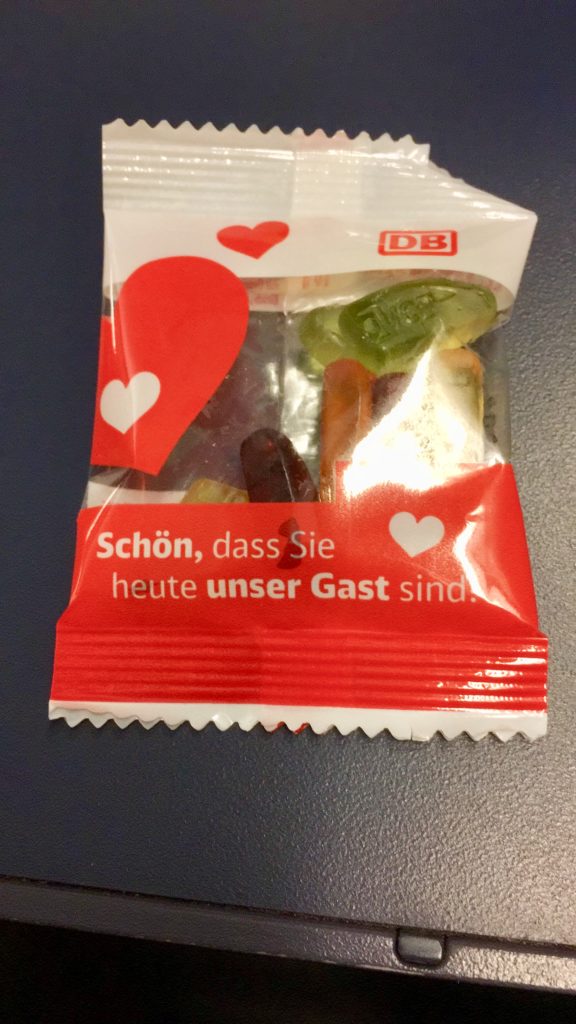 DB
Schön, dass Sie
heute unser Gast sind!